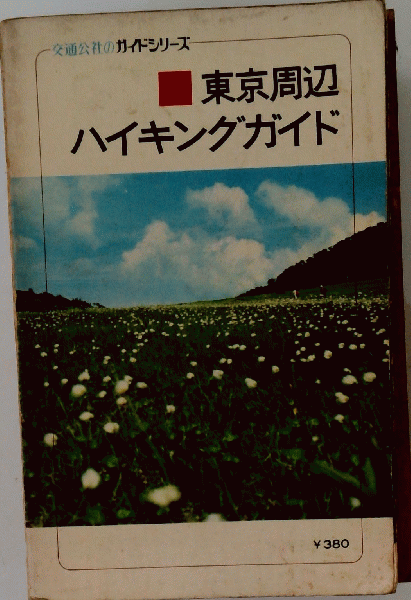 交通公社のガイドシリーズ
東京周辺
ハイキングガイド
￥380